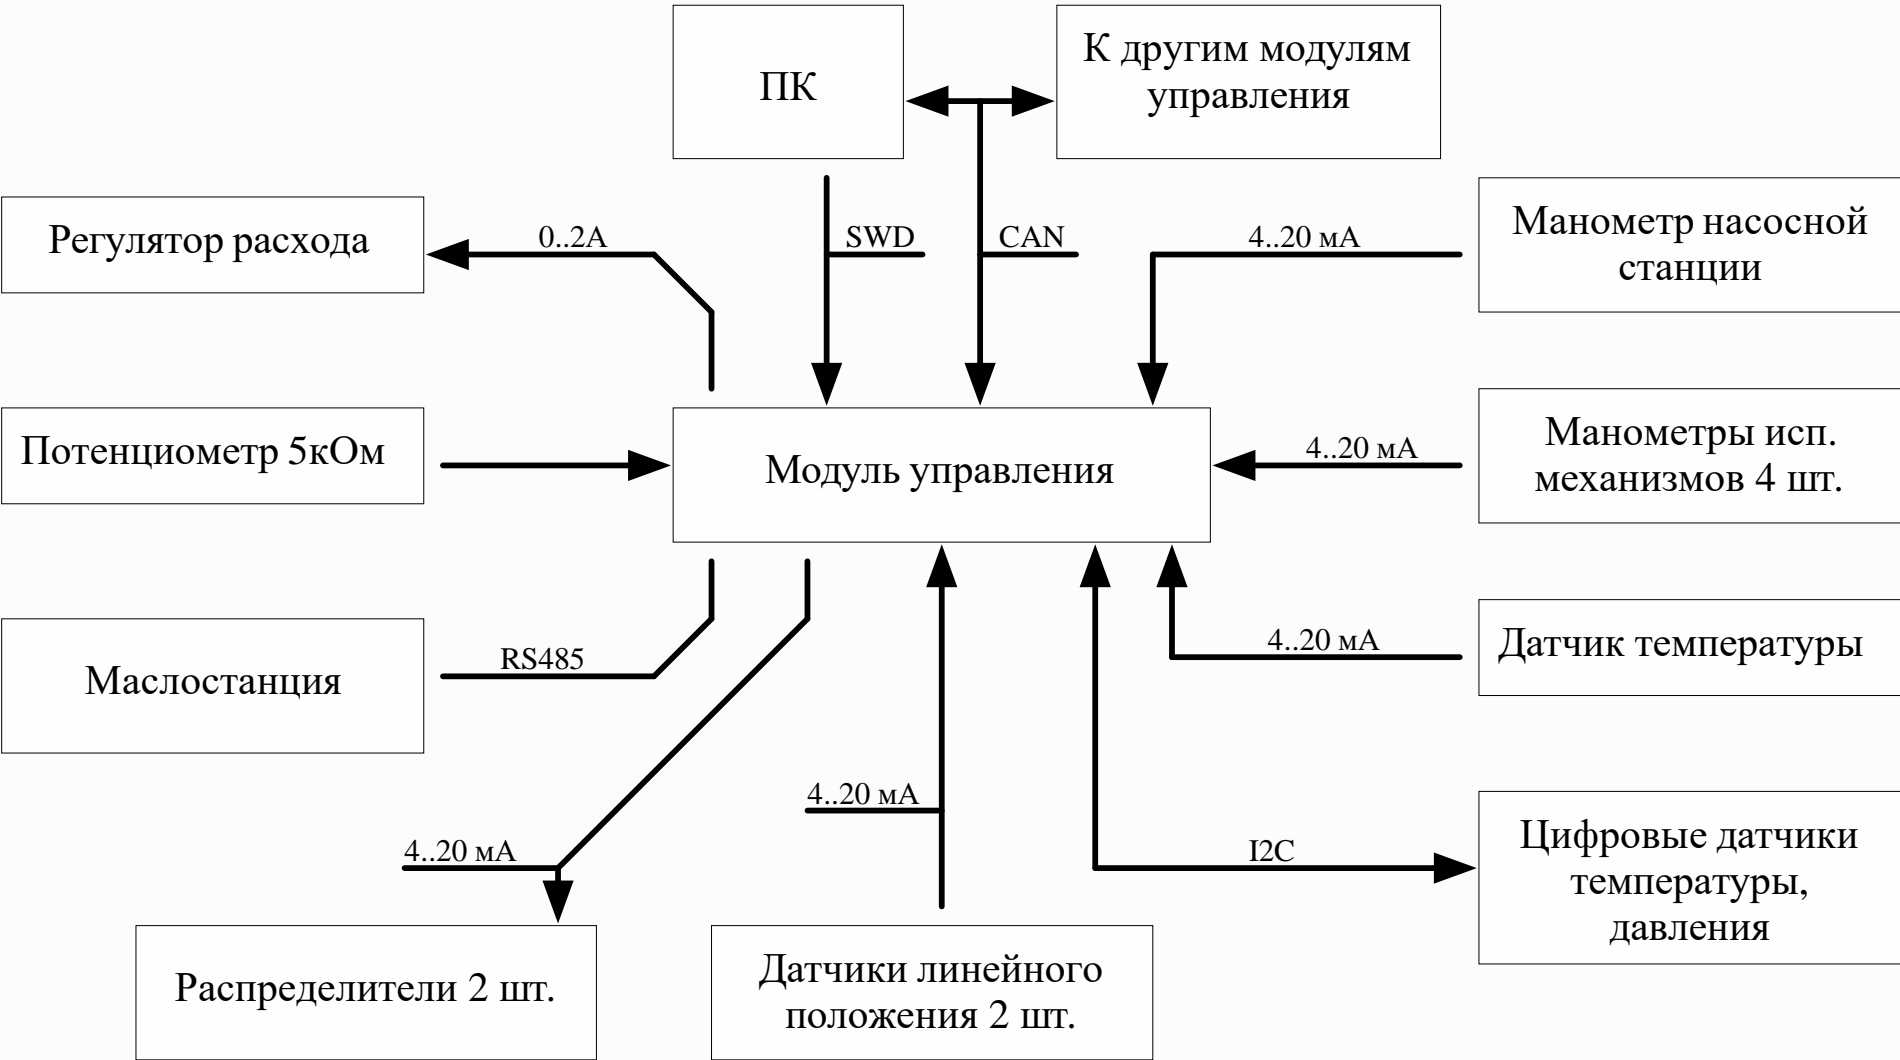 ПК
К другим модулям
управления
Регулятор расхода
0..2А
SWD
CAN
4..20 мА
Манометр насосной
станции
Потенциометр 5кОм
Модуль управления
4..20 мА
Манометры исп.
механизмов 4 шт.
Маслостанция
RS485
4..20 мА
Датчик температуры
4..20 мА
4..20 мА
I2C
Цифровые датчики
температуры,
давления
Распределители 2 шт.
Датчики линейного
положения 2 шт.